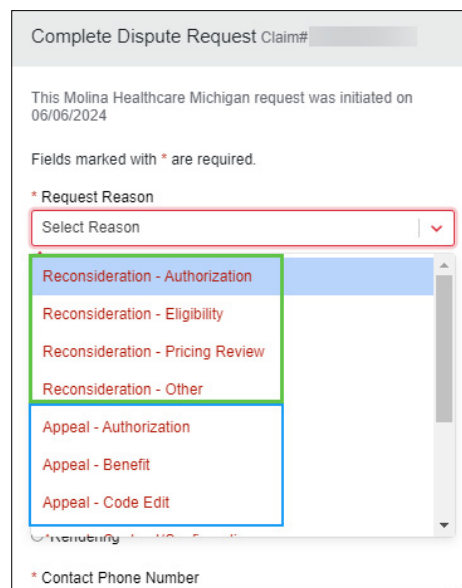 Complete Dispute Request Claim#
This Molina Healthcare Michigan request was initiated on
06/06/2024
Fields marked with * are required.
* Request Reason
Select Reason
Reconsideration - Authorization
Reconsideration - Eligibility
Reconsideration - Pricing Review
Reconsideration - Other
Appeal - Authorization
Appeal - Benefit
Appeal - Code Edit
Rendering
* Contact Phone Number